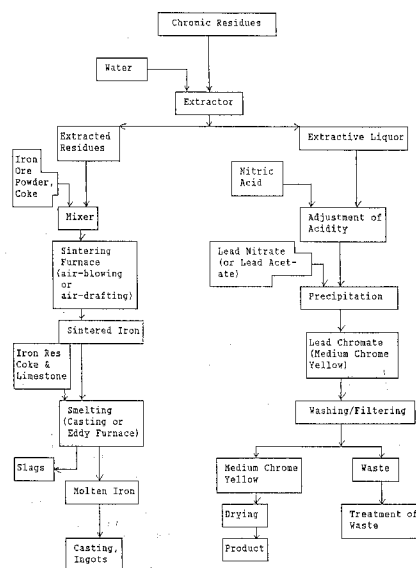 Chronic Residues
Water
Extractor
Extracted
Residues
Extractive Liquor
Iron
Ore
Powder,
Coke
Nitric
Acid
Mixer
Adjustment of
Acidity
Sintering
Furnace
(air-blowing
or
air-drafting)
Lead Nitrate
(or Lead Acet-
ate)
Precipitation
Sintered Iron
Lead Chromate
(Medium Chrome
Yellow)
Iron Res
Coke &
Limestone
Smelting
(Casting or
Eddy Furnace)
Washing/Filtering
Slags
Medium Chrome
Yellow
Waste
Molten Iron
Drying
Treatment of
Waste
Product
Casting,
Ingots